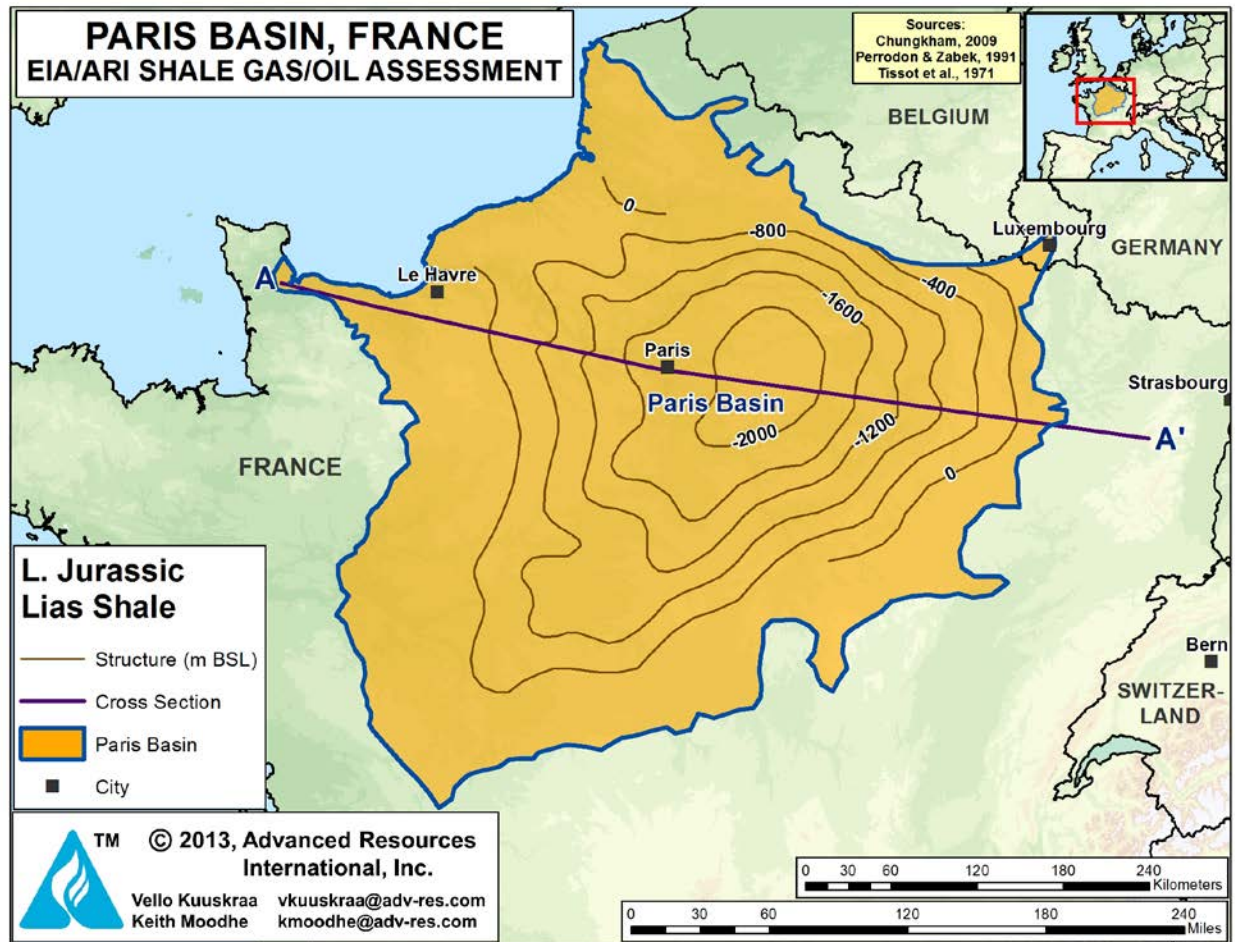 PARIS BASIN, FRANCE
EIA/ARI SHALE GAS/OIL ASSESSMENT
Sources:
Chungkham, 2009
Perrodon & Zabek, 1991
Tissot et al., 1971
BELGIUM
0
-800
Luxembourg
GERMANY
A
Le Havre
-400
-1600
Paris
Strasbourg
Paris Basin
-2000
-1200
A'
FRANCE
0
L. Jurassic
Lias Shale
Structure (m BSL)
Cross Section
Paris Basin
City
Bern
SWITZER-
LAND
TM
© 2013, Advanced Resources
International, Inc.
Vello Kuuskraa vkuuskraa@adv-res.com
Keith Moodhe kmoodhe@adv-res.com
0 30 60 120 180 240
Kilometers
0 30 60 120 180 240
Miles